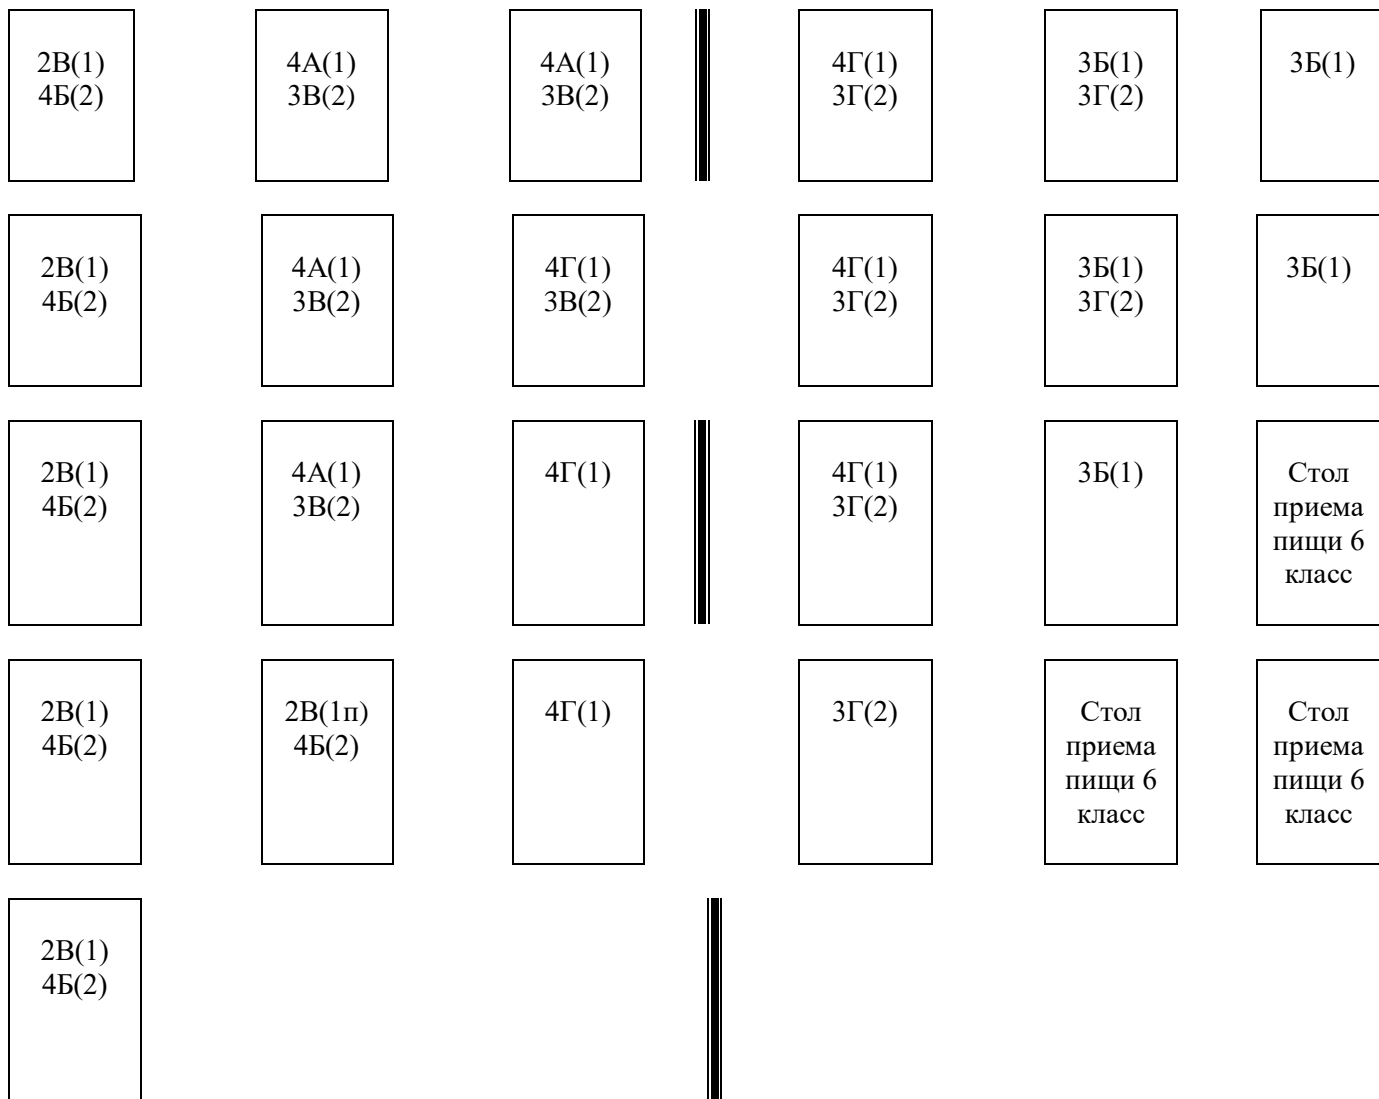 2В(1)
4Б(2)
4А(1)
3В(2)
4А(1)
3В(2)
4Г(1)
3Г(2)
3Б(1)
3Г(2)
3Б(1)
2В(1)
4Б(2)
4А(1)
3В(2)
4Г(1)
3В(2)
4Г(1)
3Г(2)
3Б(1)
3Г(2)
3Б(1)
2В(1)
4Б(2)
4А(1)
3В(2)
4Г(1)
4Г(1)
3Г(2)
3Б(1)
Стол
приема
пищи 6
класс
2В(1)
4Б(2)
2В(1п)
4Б(2)
4Г(1)
3Г(2)
Стол
приема
пищи 6
класс
Стол
приема
пищи 6
класс
2В(1)
4Б(2)